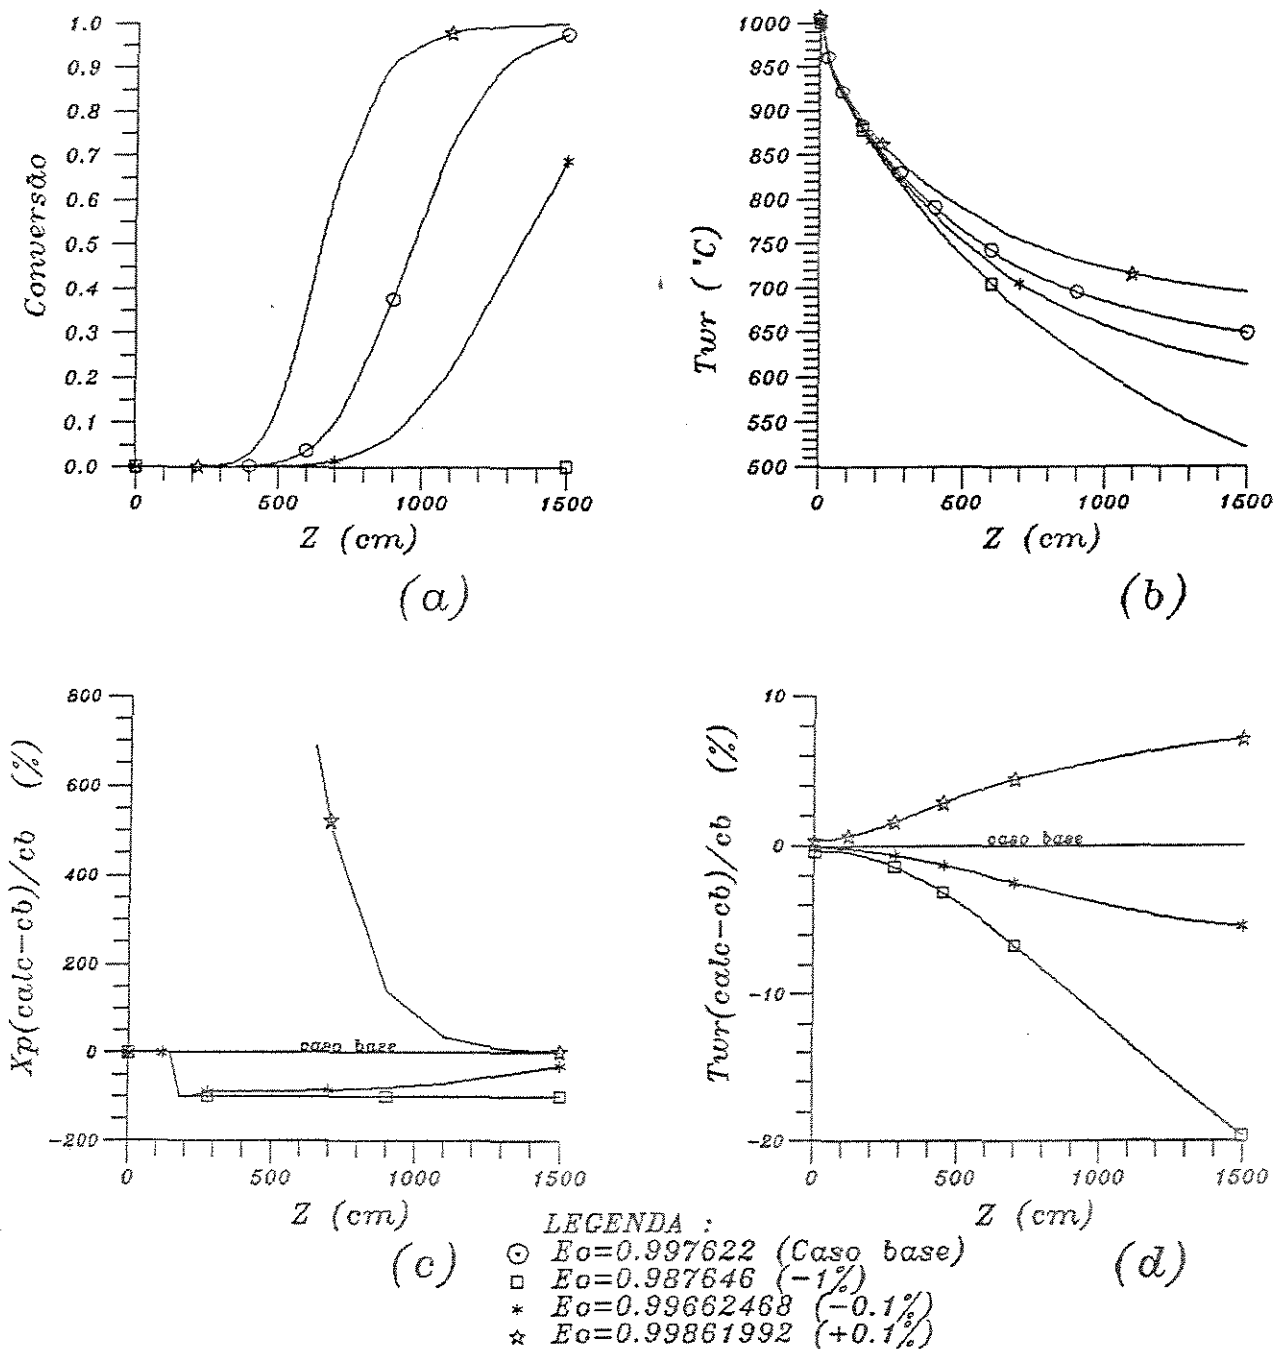 1.0
0.9
0.8
0.7
0.6
0.5
0.4
0.3
0.2
0.1
0.0
Conversão
0 500 1000 1500
Z (cm)
(a)
1000
950
900
850
800
750
700
650
600
550
500
Twr (°C)
0 500 1000 1500
Z (cm)
(b)
800
600
400
200
0
-200
Xp(calc-cb)/cb (%)
caso base
0 500 1000 1500
Z (cm)
(c)
10
0
-10
-20
Twr(calc-cb)/cb (%)
caso base
0 500 1000 1500
Z (cm)
(d)
LEGENDA :
Eo=0.997622 (Caso base)
Eo=0.987646 (-1%)
Eo=0.99662468 (-0.1%)
Eo=0.99861992 (+0.1%)